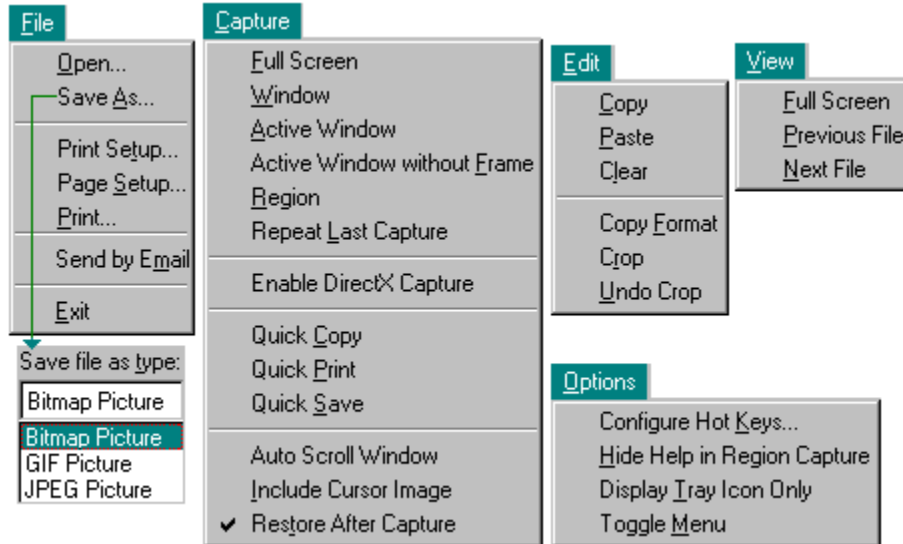 File
Open...
Save As...
Print Setup...
Page Setup...
Print...
Send by Email
Exit
Save file as type:
Bitmap Picture
Bitmap Picture
GIF Picture
JPEG Picture
Capture
Full Screen
Window
Active Window
Active Window without Frame
Region
Repeat Last Capture
Enable DirectX Capture
Quick Copy
Quick Print
Quick Save
Auto Scroll Window
Include Cursor Image
✔ Restore After Capture
Edit
Copy
Paste
Clear
Copy Format
Crop
Undo Crop
View
Full Screen
Previous File
Next File
Options
Configure Hot Keys...
Hide Help in Region Capture
Display Tray Icon Only
Toggle Menu